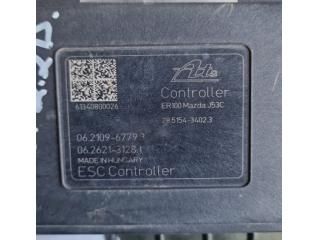 Ate
61340800026
Controller
ER100 Mazda J53C
28.5154-3402.3
06.2109-6779.3
06.2621-3128.1
MADE IN HUNGARY
ESC Controller